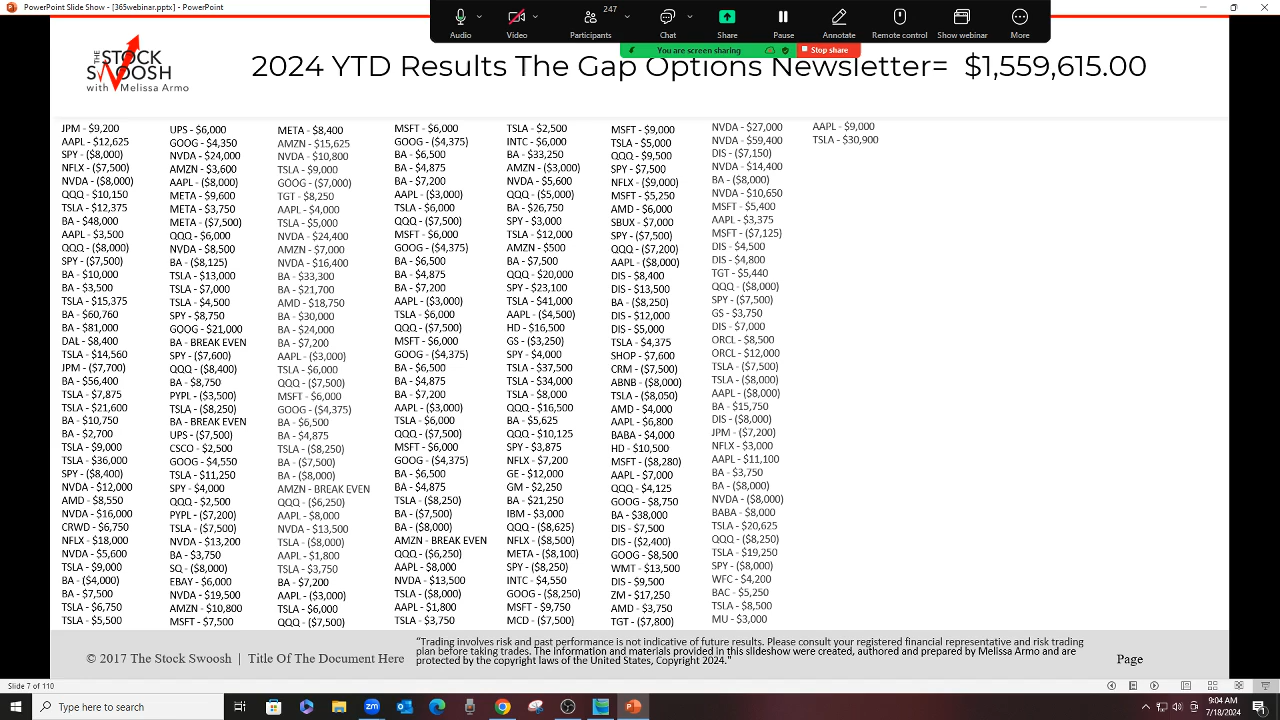 PowerPoint Slide Show - [365webinar.pptx] - PowerPoint
247
Audio
Video
Participants
Chat
Share
Pause
Annotate
Remote control
Show webinar
More
You are screen sharing
Stop share
THE
STOCK
SWOOSH
with Melissa Armo
2024 YTD Results The Gap Options Newsletter= $1,559,615.00
JPM - $9,200
AAPL - $12,625
SPY - ($8,000)
NFLX - ($7,500)
NVDA - ($8,000)
QQQ - $10,150
TSLA - $12,375
BA - $48,000
AAPL - $3,500
QQQ - ($8,000)
SPY - ($7,500)
BA - $10,000
BA - $3,500
TSLA - $15,375
BA - $60,760
BA - $81,000
DAL - $8,400
TSLA - $14,560
JPM - ($7,700)
BA - $56,400
TSLA - $7,875
TSLA - $21,600
BA - $10,750
BA - $2,700
TSLA - $9,000
TSLA - $36,000
SPY - ($8,400)
NVDA - $12,000
AMD - $8,550
NVDA - $16,000
CRWD - $6,750
NFLX - $18,000
NVDA - $5,600
TSLA - $9,000
BA - ($4,000)
BA - $7,500
TSLA - $6,750
TSLA - $5,500
UPS - $6,000
GOOG - $4,350
NVDA - $24,000
AMZN - $3,600
AAPL - ($8,000)
META - $9,600
META - $3,750
META - ($7,500)
QQQ - $6,000
NVDA - $8,500
BA - ($8,125)
TSLA - $13,000
TSLA - $7,000
TSLA - $4,500
SPY - $8,750
GOOG - $21,000
BA - BREAK EVEN
SPY - ($7,600)
QQQ - ($8,400)
BA - $8,750
PYPL - ($3,500)
TSLA - ($8,250)
BA - BREAK EVEN
UPS - ($7,500)
CSCO - $2,500
GOOG - $4,550
TSLA - $11,250
SPY - $4,000
QQQ - $2,500
PYPL - ($7,200)
TSLA - ($7,500)
NVDA - $13,200
BA - $3,750
SQ - ($8,000)
EBAY - $6,000
NVDA - $19,500
AMZN - $10,800
MSFT - $7,500
META - $8,400
AMZN - $15,625
NVDA - $10,800
TSLA - $9,000
GOOG - ($7,000)
TGT - $8,250
AAPL - $4,000
TSLA - $5,000
NVDA - $24,400
AMZN - $7,000
NVDA - $16,400
BA - $33,300
BA - $21,700
AMD - $18,750
BA - $30,000
BA - $24,000
BA - $7,200
AAPL - ($3,000)
TSLA - $6,000
QQQ - ($7,500)
MSFT - $6,000
GOOG - ($4,375)
BA - $6,500
BA - $4,875
TSLA - ($8,250)
BA - ($7,500)
BA - ($8,000)
AMZN - BREAK EVEN
QQQ - ($6,250)
AAPL - $8,000
NVDA - $13,500
TSLA - ($8,000)
AAPL - $1,800
TSLA - $3,750
BA - $7,200
AAPL - ($3,000)
TSLA - $6,000
QQQ - ($7,500)
MSFT - $6,000
GOOG - ($4,375)
BA - $6,500
BA - $4,875
BA - $7,200
AAPL - ($3,000)
TSLA - $6,000
QQQ - ($7,500)
MSFT - $6,000
GOOG - ($4,375)
BA - $6,500
BA - $4,875
BA - $7,200
AAPL - ($3,000)
TSLA - $6,000
QQQ - ($7,500)
MSFT - $6,000
GOOG - ($4,375)
BA - $6,500
BA - $4,875
BA - $7,200
AAPL - ($3,000)
TSLA - $6,000
QQQ - ($7,500)
MSFT - $6,000
GOOG - ($4,375)
BA - $6,500
BA - $4,875
TSLA - ($8,250)
BA - ($7,500)
BA - ($8,000)
AMZN - BREAK EVEN
QQQ - ($6,250)
AAPL - $8,000
NVDA - $13,500
TSLA - ($8,000)
AAPL - $1,800
TSLA - $3,750
TSLA - $2,500
INTC - $6,000
BA - $33,250
AMZN - ($3,000)
NVDA - $5,600
QQQ - ($5,000)
BA - $26,750
SPY - $3,000
TSLA - $12,000
AMZN - $500
BA - $7,500
QQQ - $20,000
SPY - $23,100
TSLA - $41,000
AAPL - ($4,500)
HD - $16,500
GS - ($3,250)
SPY - $4,000
TSLA - $37,500
TSLA - $34,000
TSLA - $8,000
QQQ - $16,500
BA - $5,625
QQQ - $10,125
SPY - $3,875
NFLX - $7,200
GE - $12,000
GM - $2,250
BA - $21,250
IBM - $3,000
QQQ - ($8,625)
NFLX - ($8,500)
META - ($8,100)
SPY - ($8,250)
INTC - $4,550
GOOG - ($8,250)
MSFT - $9,750
MCD - ($7,500)
MSFT - $9,000
TSLA - $5,000
QQQ - $9,500
SPY - $7,500
NFLX - ($9,000)
MSFT - $5,250
AMD - $6,000
SBUX - $7,000
SPY - ($7,500)
QQQ - ($7,200)
AAPL - ($8,000)
DIS - $8,400
DIS - $13,500
BA - ($8,250)
DIS - $12,000
DIS - $5,000
TSLA - $4,375
SHOP - $7,600
CRM - ($7,500)
ABNB - ($8,000)
TSLA - ($8,050)
AMD - $4,000
AAPL - $6,800
BABA - $4,000
HD - $10,500
MSFT - ($8,280)
AAPL - $7,000
QQQ - $4,125
GOOG - $8,750
BA - $38,000
DIS - $7,500
DIS - ($2,400)
GOOG - $8,500
WMT - $13,500
DIS - $9,500
ZM - $17,250
AMD - $3,750
TGT - ($7,800)
NVDA - $27,000
NVDA - $59,400
DIS - ($7,150)
NVDA - $14,400
BA - ($8,000)
NVDA - $10,650
MSFT - $5,400
AAPL - $3,375
MSFT - ($7,125)
DIS - $4,500
DIS - $4,800
TGT - $5,440
QQQ - ($8,000)
SPY - ($7,500)
GS - $3,750
DIS - $7,000
ORCL - $8,500
ORCL - $12,000
TSLA - ($7,500)
TSLA - ($8,000)
AAPL - ($8,000)
BA - $15,750
DIS - ($8,000)
JPM - ($7,200)
NFLX - $3,000
AAPL - $11,100
BA - $3,750
BA - ($8,000)
NVDA - ($8,000)
BABA - $8,000
TSLA - $20,625
QQQ - ($8,250)
TSLA - $19,250
SPY - ($8,000)
WFC - $4,200
BAC - $5,250
TSLA - $8,500
MU - $3,000
AAPL - $9,000
TSLA - $30,900
© 2017 The Stock Swoosh | Title Of The Document Here
"Trading involves risk and past performance is not indicative of future results. Please consult your registered financial representative and risk trading
plan before taking trades. The information and materials provided in this slideshow were created, authored and prepared by Melissa Armo and are
protected by the copyright laws of the United States, Copyright 2024."
Page
Slide 7 of 110
Type here to search
9:04 AM
7/18/2024